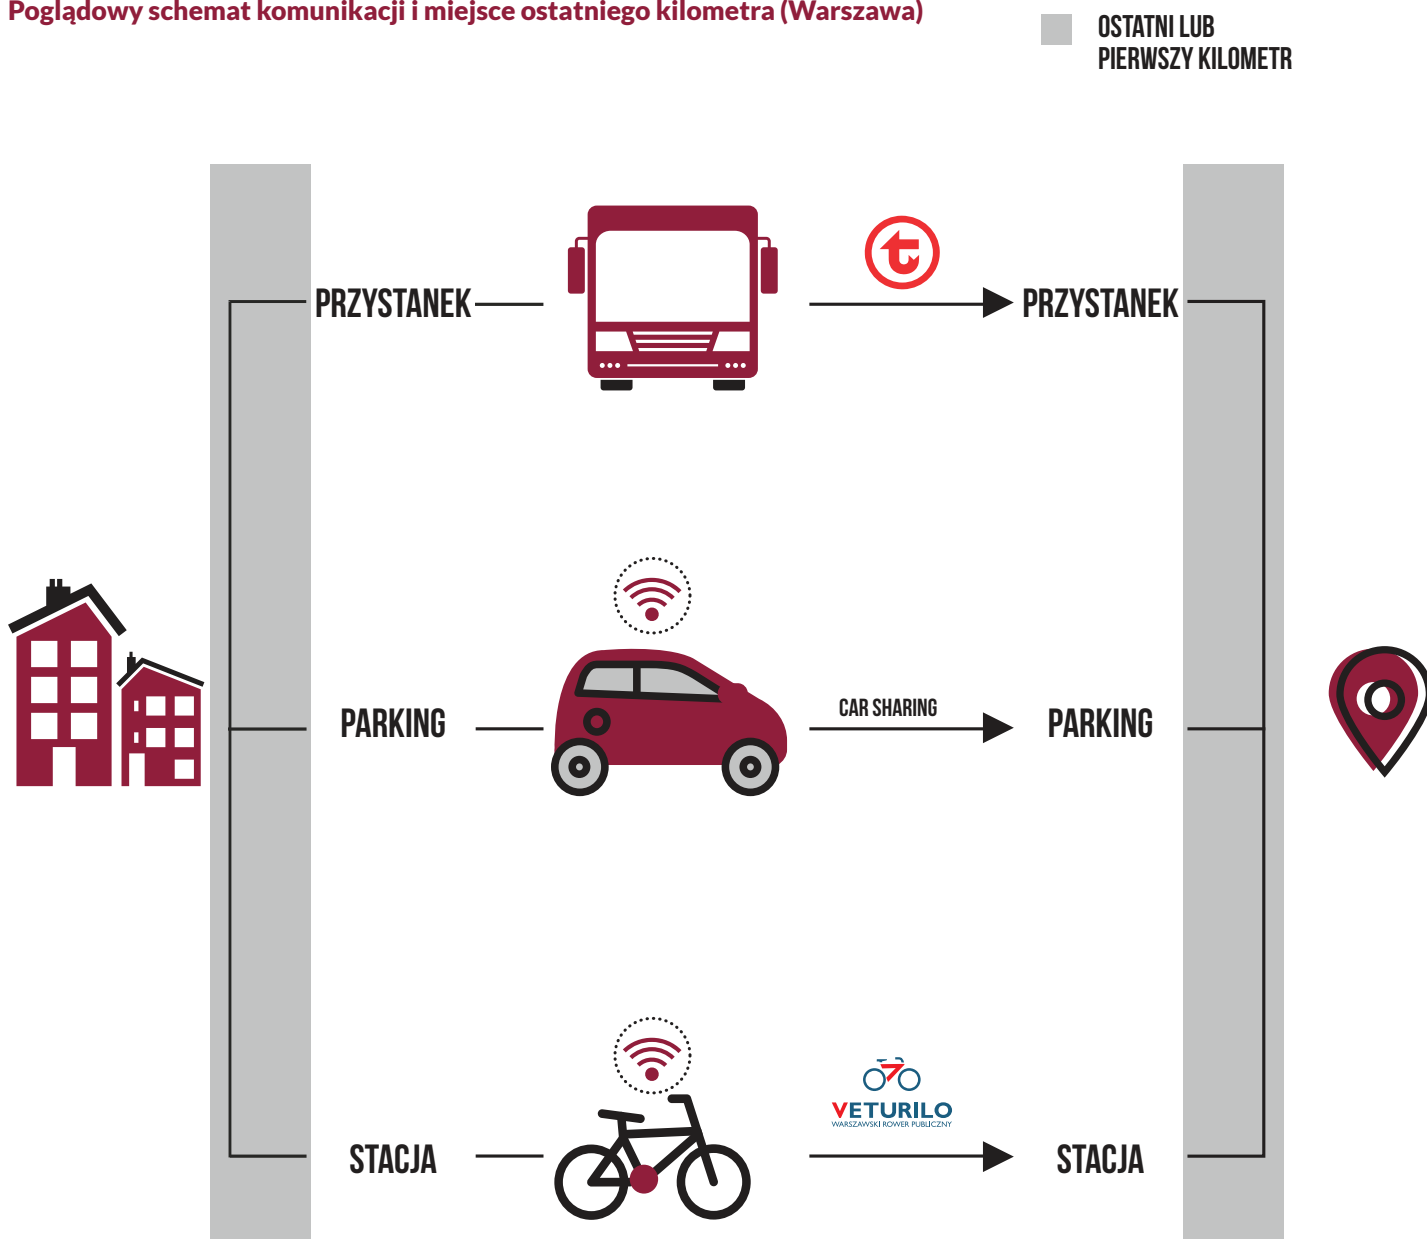 Poglądowy schemat komunikacji i miejsce ostatniego kilometra (Warszawa)
OSTATNI LUB
PIERWSZY KILOMETR
PRZYSTANEK
PRZYSTANEK
PARKING
CAR SHARING
PARKING
STACJA
VETURILO
WARSZAWSKI ROWER PUBLICZNY
STACJA